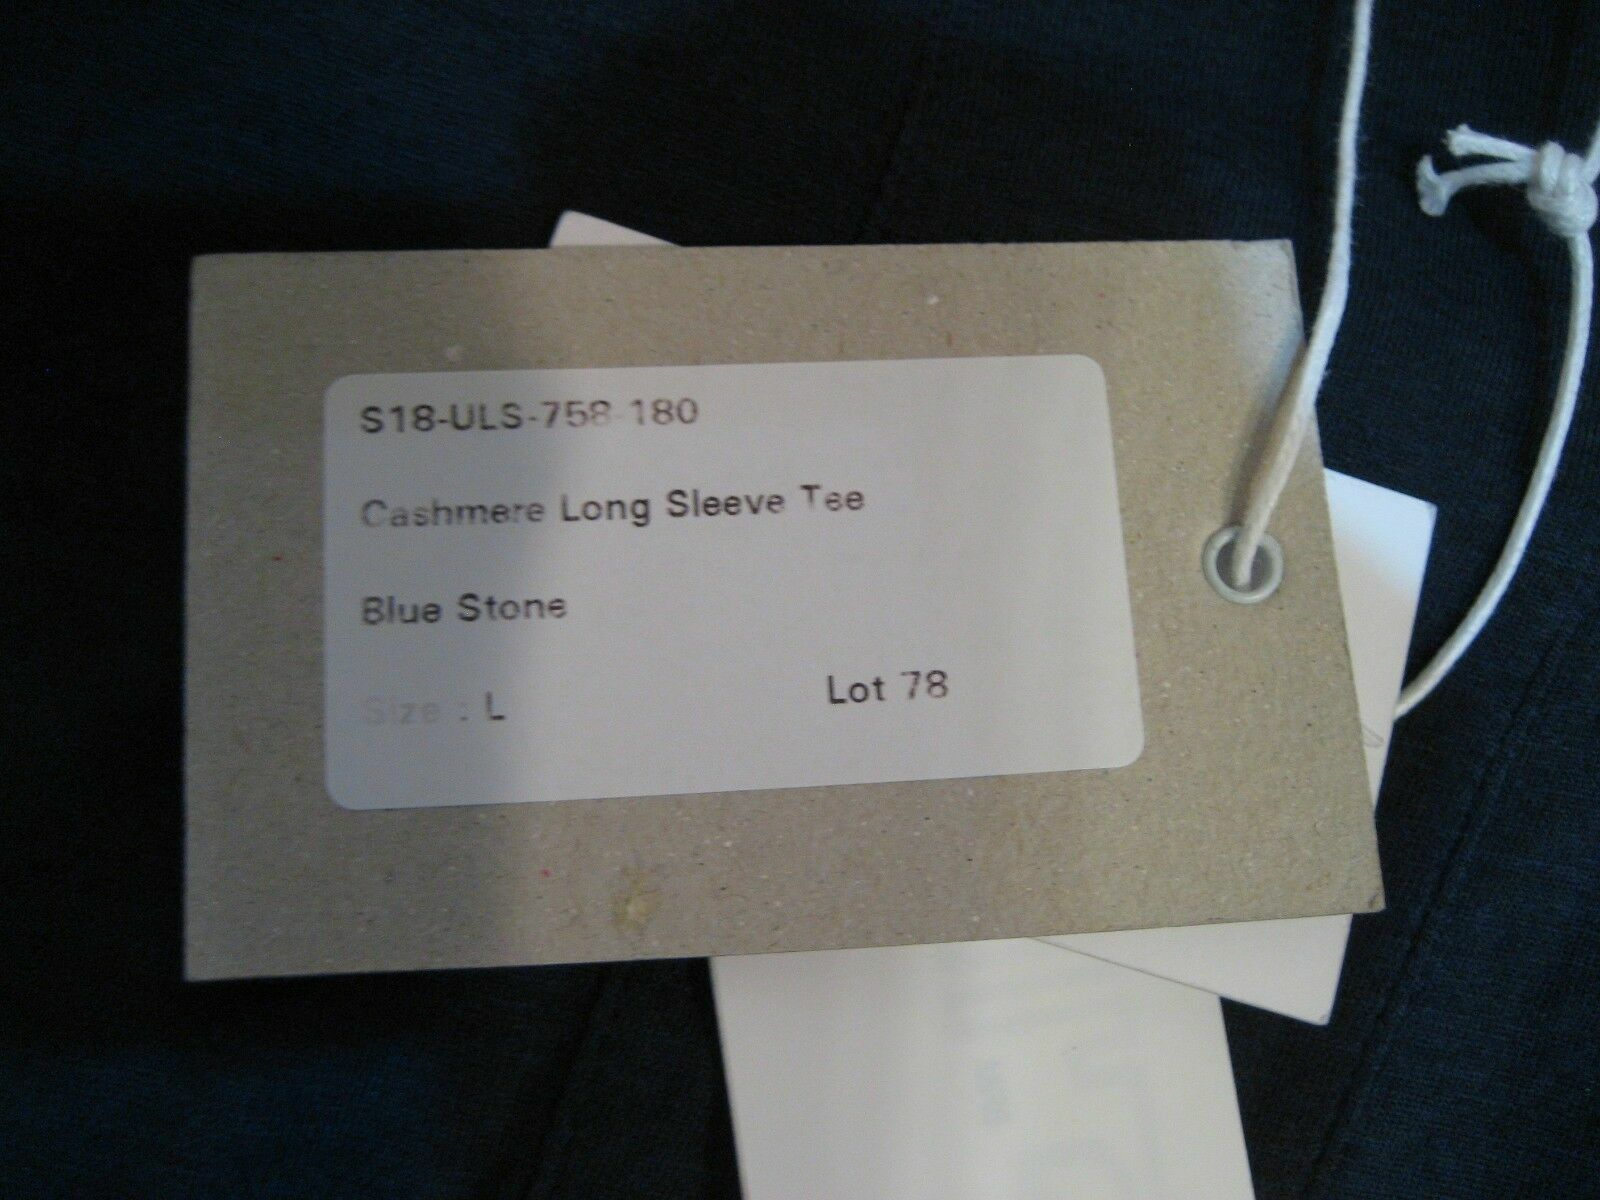 S18-ULS-758-180
Cashmere Long Sleeve Tee
Blue Stone
Size : L Lot 78